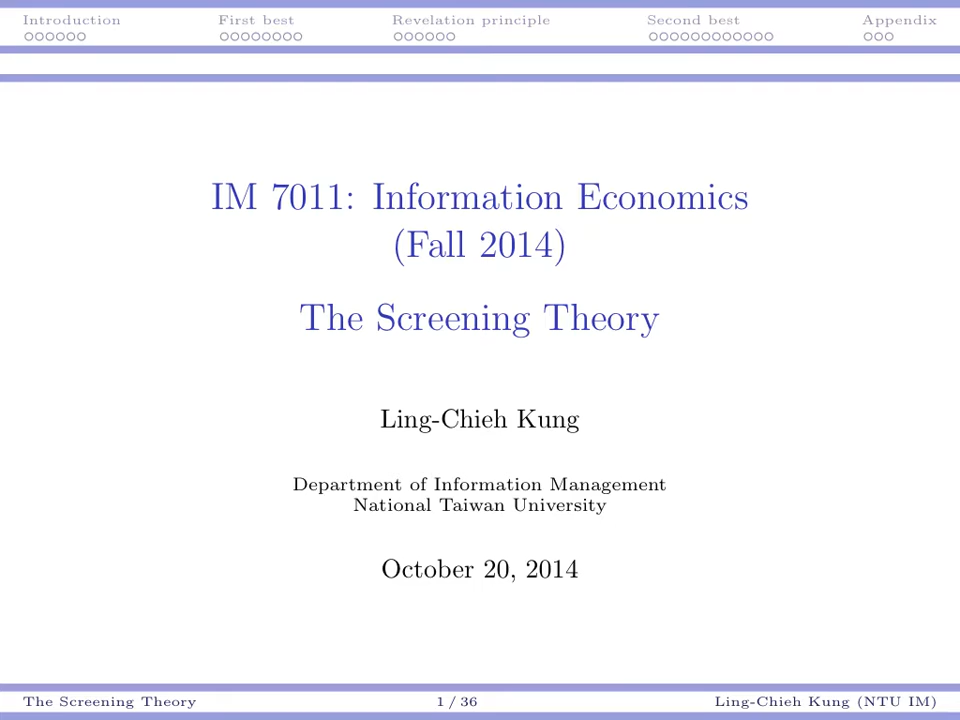 Introduction First best Revelation principle Second best Appendix
IM 7011: Information Economics
(Fall 2014)
The Screening Theory
Ling-Chieh Kung
Department of Information Management
National Taiwan University
October 20, 2014
The Screening Theory 1 / 36 Ling-Chieh Kung (NTU IM)